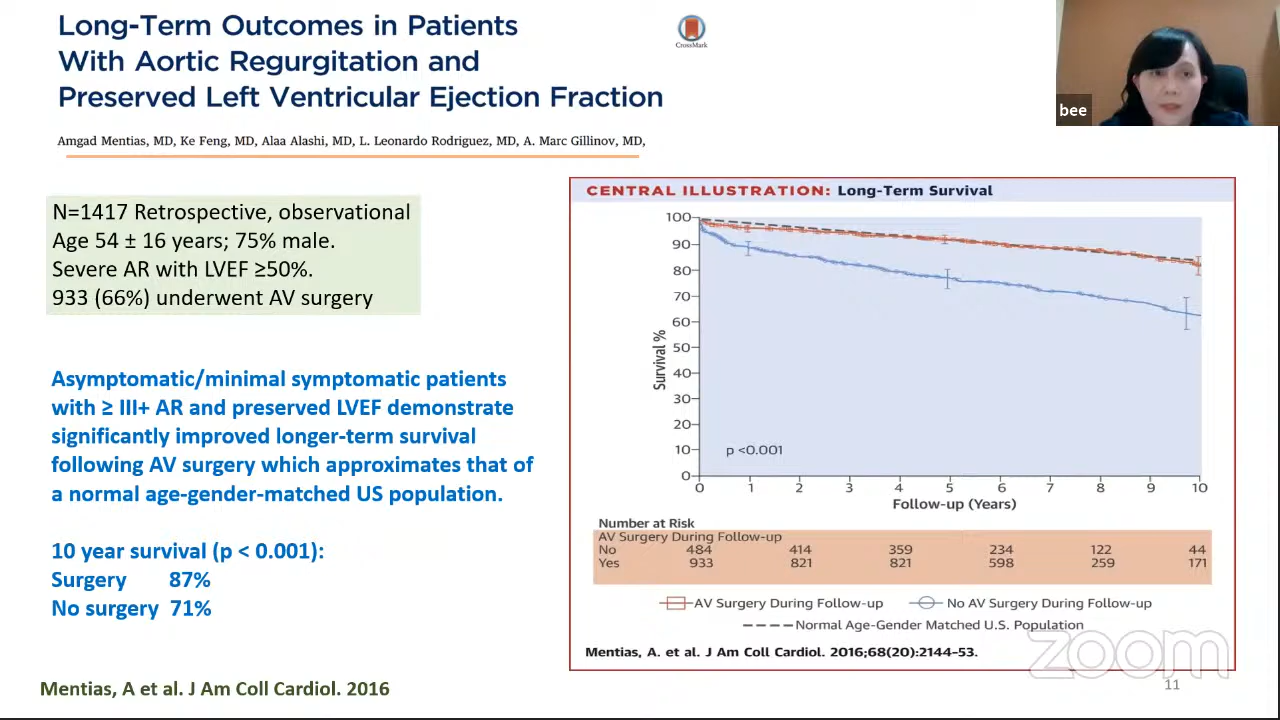 Long-Term Outcomes in Patients
With Aortic Regurgitation and
Preserved Left Ventricular Ejection Fraction
CrossMark
bee
Amgad Mentias, MD, Ke Feng, MD, Alaa Alashi, MD, L. Leonardo Rodriguez, MD, A. Marc Gillinov, MD,
N=1417 Retrospective, observational
Age 54 ± 16 years; 75% male.
Severe AR with LVEF ≥50%.
933 (66%) underwent AV surgery
Asymptomatic/minimal symptomatic patients
with ≥ III+ AR and preserved LVEF demonstrate
significantly improved longer-term survival
following AV surgery which approximates that of
a normal age-gender-matched US population.
10 year survival (p < 0.001):
Surgery 87%
No surgery 71%
Mentias, A et al. J Am Coll Cardiol. 2016
CENTRAL ILLUSTRATION: Long-Term Survival
100
90
80
70
60
50
40
30
20
10
0
Survival %
p <0.001
0 1 2 3 4 5 6 7 8 9 10
Follow-up (Years)
Number at Risk
AV Surgery During Follow-up
No 484 414 359 234 122 44
Yes 933 821 821 598 259 171
AV Surgery During Follow-up No AV Surgery During Follow-up
Normal Age-Gender Matched U.S. Population
Mentias, A. et al. J Am Coll Cardiol. 2016;68(20):2144-53.
zoom
11